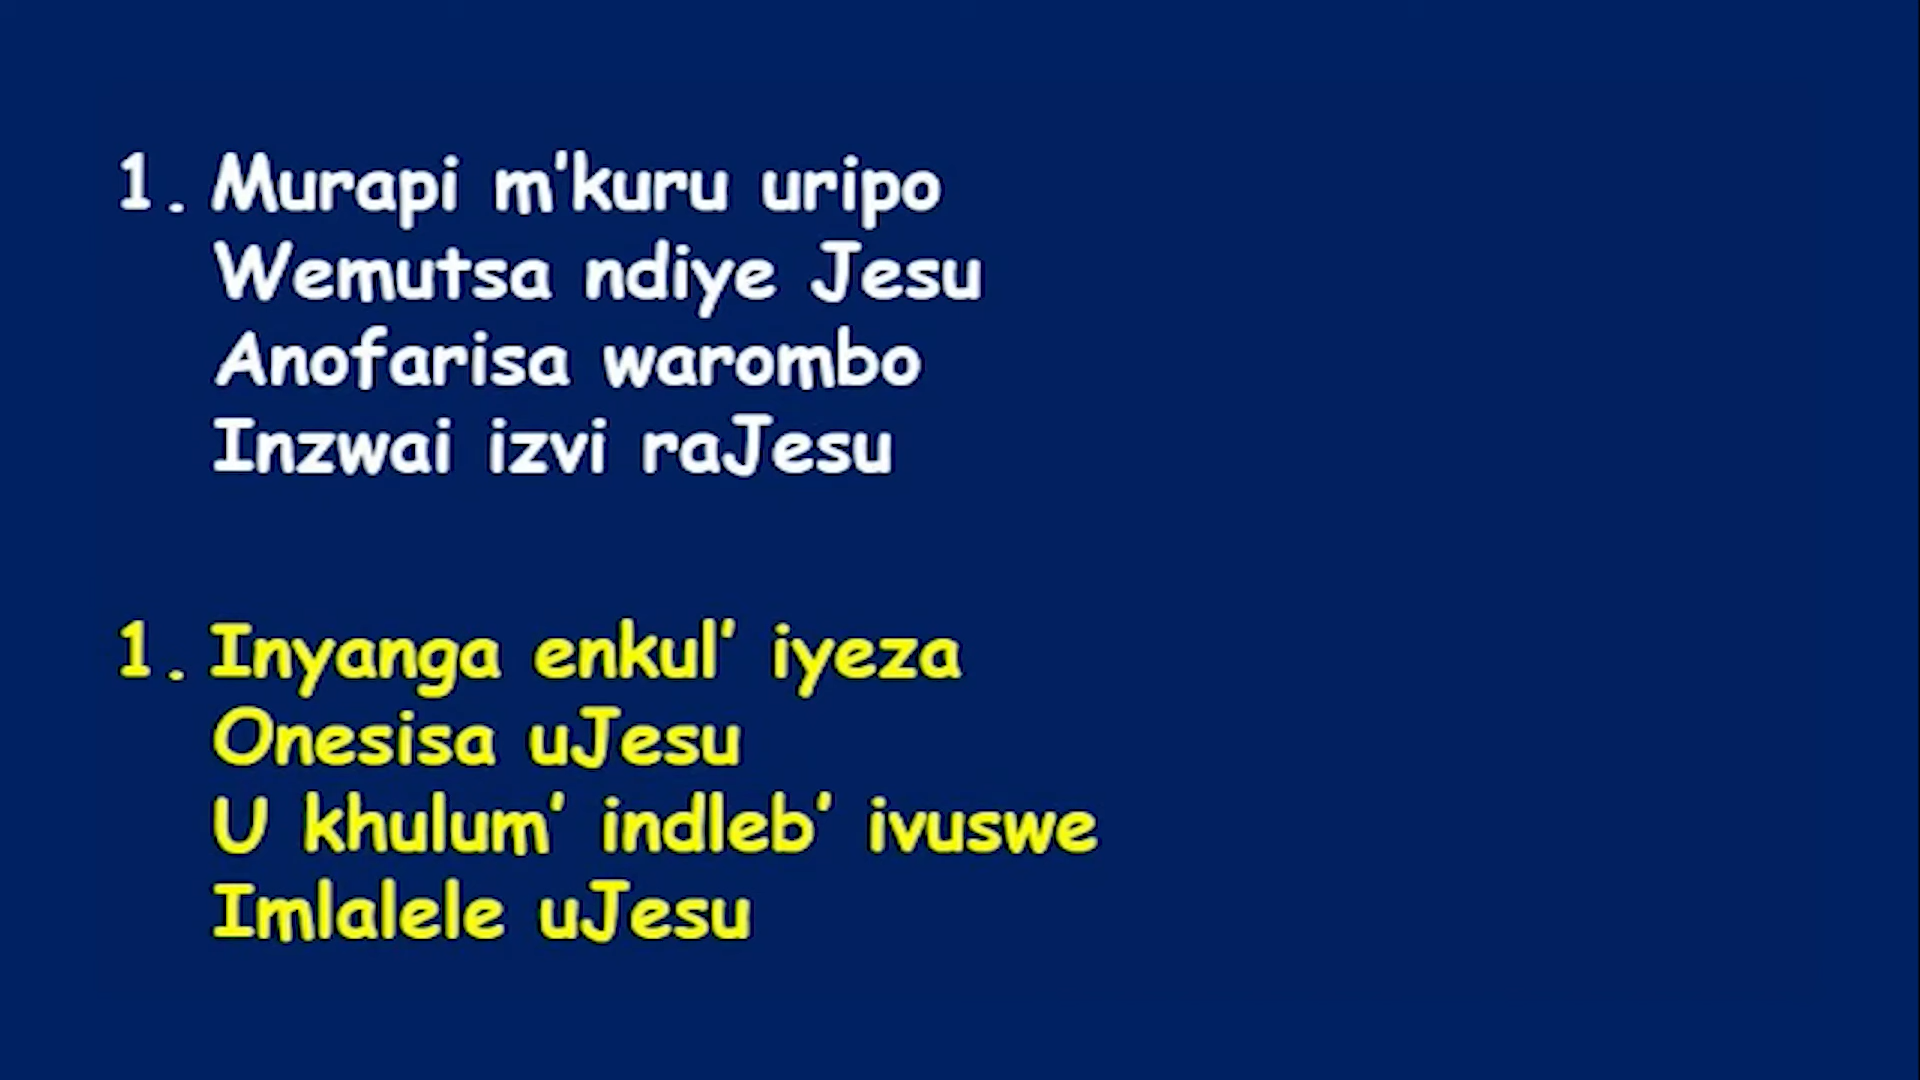 1. Murapi m'kuru uripo
Wemutsa ndiye Jesu
Anofarisa warombo
Inzwai izvi raJesu
1. Inyanga enkul' iyeza
Onesisa uJesu
U khulum' indleb' ivuswe
Imlalele uJesu